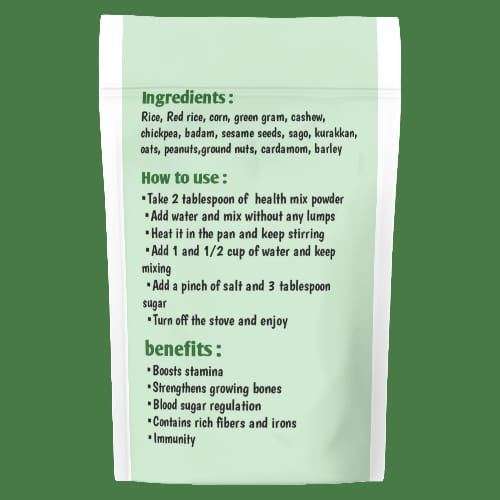 Ingredients :
Rice, Red rice, corn, green gram, cashew,
chickpea, badam, sesame seeds, sago, kurakkan,
oats, peanuts,ground nuts, cardamom, barley
How to use :
•Take 2 tablespoon of health mix powder
•Add water and mix without any lumps
•Heat it in the pan and keep stirring
•Add 1 and 1/2 cup of water and keep
mixing
•Add a pinch of salt and 3 tablespoon
sugar
•Turn off the stove and enjoy
benefits :
•Boosts stamina
•Strengthens growing bones
•Blood sugar regulation
•Contains rich fibers and irons
•Immunity